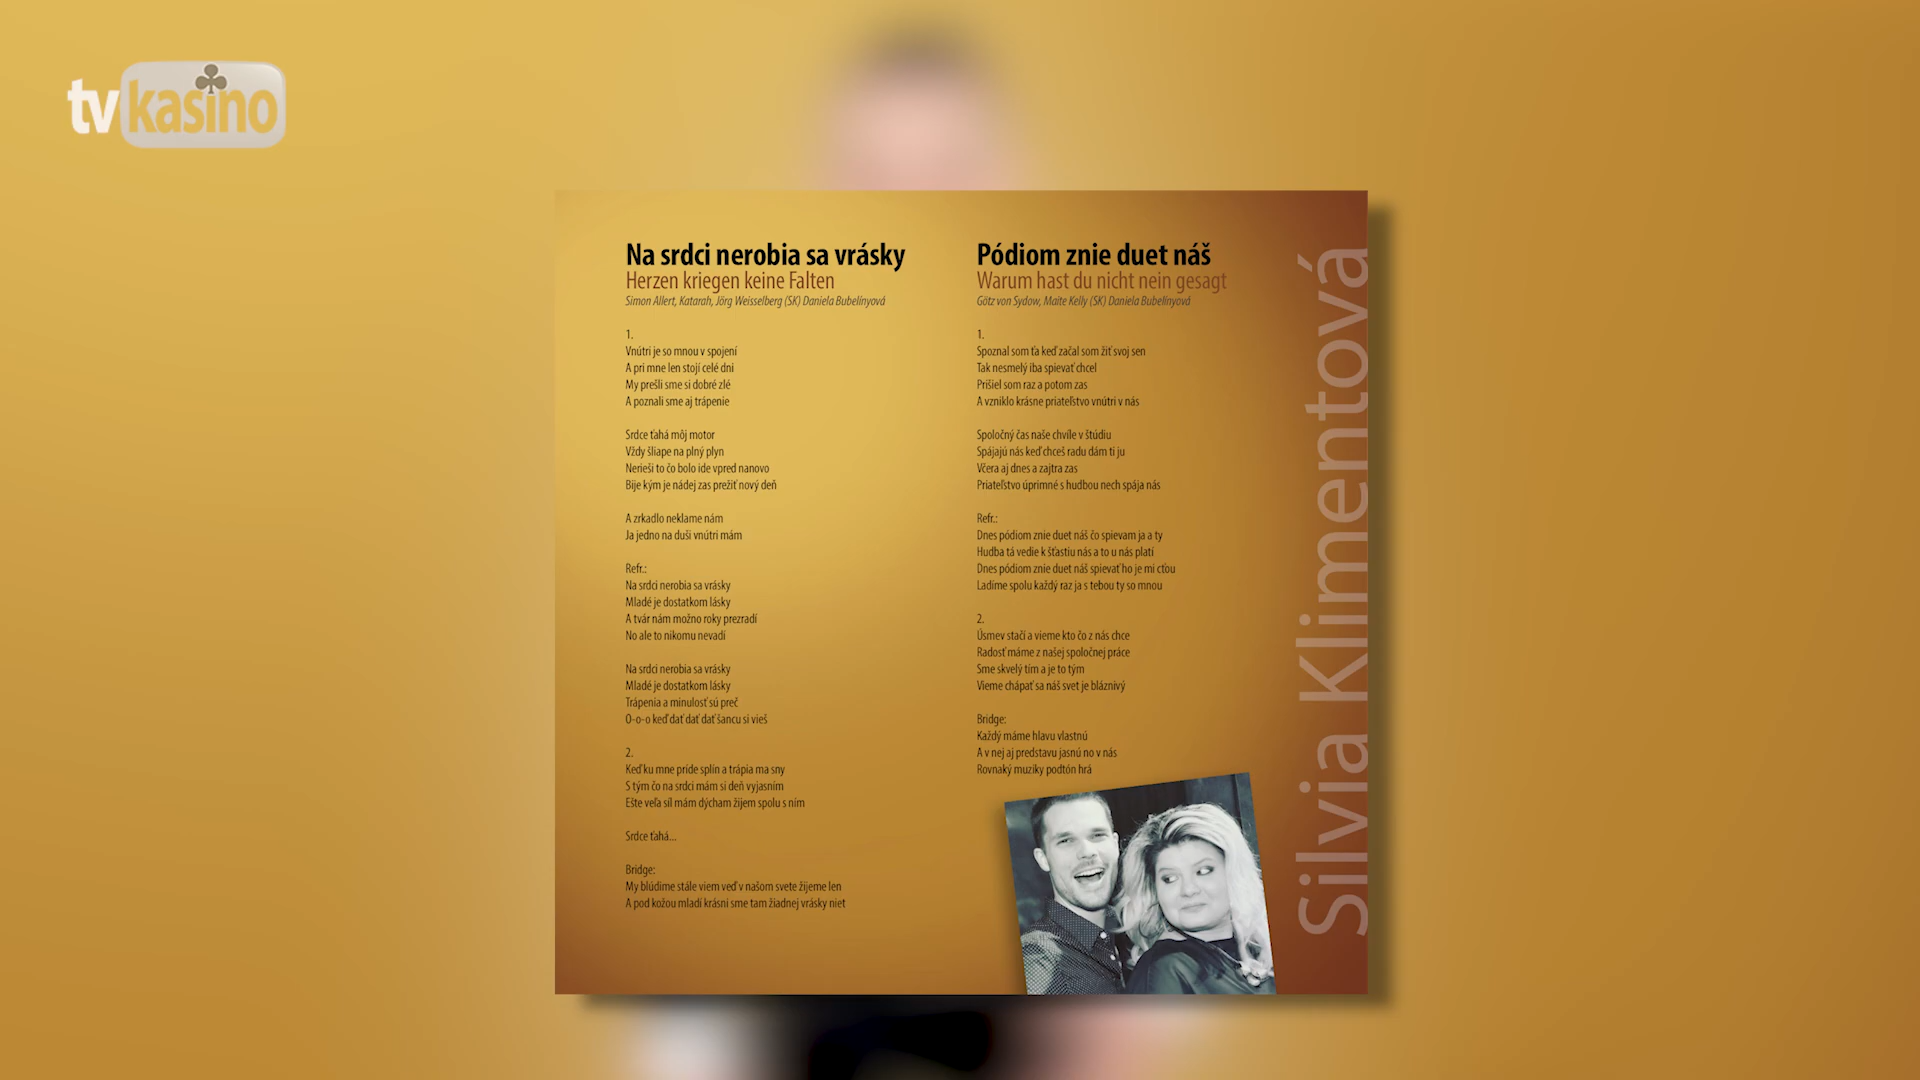 tvkasino
Na srdci nerobia sa vrásky
Herzen kriegen keine Falten
Simon Allert, Katarah, Jörg Weisselberg (SK) Daniela Bubelínyová
1.
Vnútri je so mnou v spojení
A pri mne len stojí celé dni
My prešli sme si dobré zlé
A poznali sme aj trápenie
Srdce ťahá môj motor
Vždy šliape na plný plyn
Nerieši to čo bolo ide vpred nanovo
Bije kým je nádej zas prežiť nový deň
A zrkadlo neklame nám
Ja jedno na duši vnútri mám
Refr.:
Na srdci nerobia sa vrásky
Mladé je dostatkom lásky
A tvár nám možno roky prezradí
No ale to nikomu nevadí
Na srdci nerobia sa vrásky
Mladé je dostatkom lásky
Trápenia a minulosť sú preč
O-o-o keď dať dať dať šancu si vieš
2.
Keď ku mne príde splín a trápia ma sny
S tým čo na srdci mám si deň vyjasním
Ešte veľa síl mám dýcham žijem spolu s ním
Srdce ťahá...
Bridge:
My blúdime stále viem veď v našom svete žijeme len
A pod kožou mladí krásni sme tam žiadnej vrásky niet
Pódiom znie duet náš
Warum hast du nicht nein gesagt
Götz von Sydow, Maite Kelly (SK) Daniela Bubelínyová
1.
Spoznal som ťa keď začal som žiť svoj sen
Tak nesmelý iba spievať chcel
Prišiel som raz a potom zas
A vzniklo krásne priateľstvo vnútri v nás
Spoločný čas naše chvíle v štúdiu
Spájajú nás keď chceš radu dám ti ju
Včera aj dnes a zajtra zas
Priateľstvo úprimné s hudbou nech spája nás
Refr.:
Dnes pódiom znie duet náš čo spievam ja a ty
Hudba tá vedie k šťastiu nás a to u nás platí
Dnes pódiom znie duet náš spievať ho je mi cťou
Ladíme spolu každý raz ja s tebou ty so mnou
2.
Úsmev stačí a vieme kto čo z nás chce
Radosť máme z našej spoločnej práce
Sme skvelý tím a je to tým
Vieme chápať sa náš svet je bláznivý
Bridge:
Každý máme hlavu vlastnú
A v nej aj predstavu jasnú no v nás
Rovnaký muziky podtón hrá
Silvia Klimentová